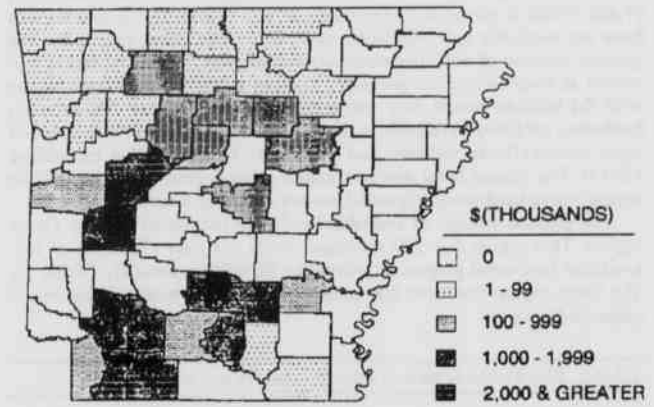 $(THOUSANDS)
0
1 - 99
100 - 999
1,000 - 1,999
2,000 & GREATER